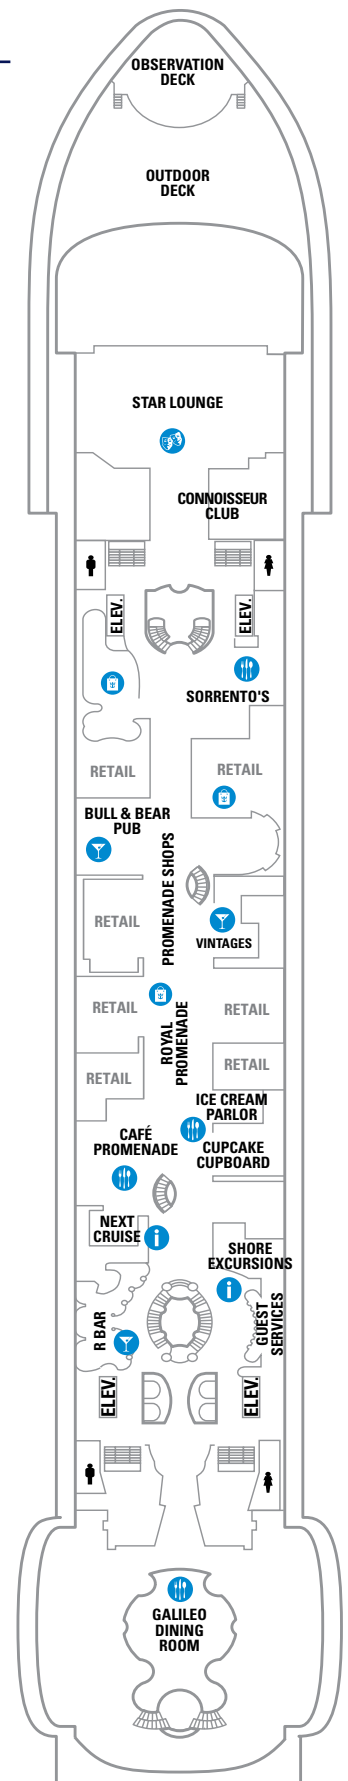 OBSERVATION
DECK
OUTDOOR
DECK
STAR LOUNGE
CONNOISSEUR
CLUB
ELEV.
ELEV.
SORRENTO'S
RETAIL
RETAIL
BULL & BEAR
PUB
PROMENADE SHOPS
RETAIL
VINTAGES
RETAIL
ROYAL
PROMENADE
RETAIL
RETAIL
RETAIL
ICE CREAM
PARLOR
CAFÉ
PROMENADE
CUPCAKE
CUPBOARD
NEXT
CRUISE
i
SHORE
EXCURSIONS
i
R BAR
GUEST
SERVICES
ELEV.
ELEV.
GALILEO
DINING
ROOM